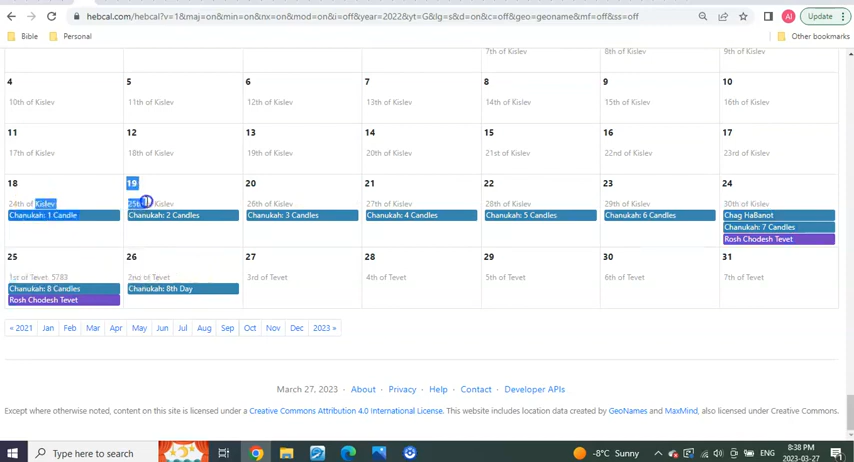 hebcal.com/hebcal?v=1&maj=on&min=on&nx=on&mod=on&i=off&year=2022&yt=G&lg=s&d=on&c=off&geo=geoname&mf=off&ss=off
AI
Update
Bible Personal Other bookmarks
7th of Kislev 8th of Kislev 9th of Kislev
4 5 6 7 8 9 10
10th of Kislev 11th of Kislev 12th of Kislev 13th of Kislev 14th of Kislev 15th of Kislev 16th of Kislev
11 12 13 14 15 16 17
17th of Kislev 18th of Kislev 19th of Kislev 20th of Kislev 21st of Kislev 22nd of Kislev 23rd of Kislev
18 19 20 21 22 23 24
24th of Kislev Kislev 26th of Kislev 27th of Kislev 28th of Kislev 29th of Kislev 30th of Kislev
Chanukah: 1 Candle Chanukah: 2 Candles Chanukah: 3 Candles Chanukah: 4 Candles Chanukah: 5 Candles Chanukah: 6 Candles Chag HaBanot
Chanukah: 7 Candles
Rosh Chodesh Tevet
25 26 27 28 29 30 31
1st of Tevet, 5783 2nd of Tevet 3rd of Tevet 4th of Tevet 5th of Tevet 6th of Tevet 7th of Tevet
Chanukah: 8 Candles Chanukah: 8th Day
Rosh Chodesh Tevet
« 2021 Jan Feb Mar Apr May Jun Jul Aug Sep Oct Nov Dec 2023 »
March 27, 2023 · About · Privacy · Help · Contact · Developer APIs
Except where otherwise noted, content on this site is licensed under a Creative Commons Attribution 4.0 International License. This website includes location data created by GeoNames and MaxMind, also licensed under Creative Commons.
Type here to search
-8°C Sunny
ENG
8:38 PM
2023-03-27